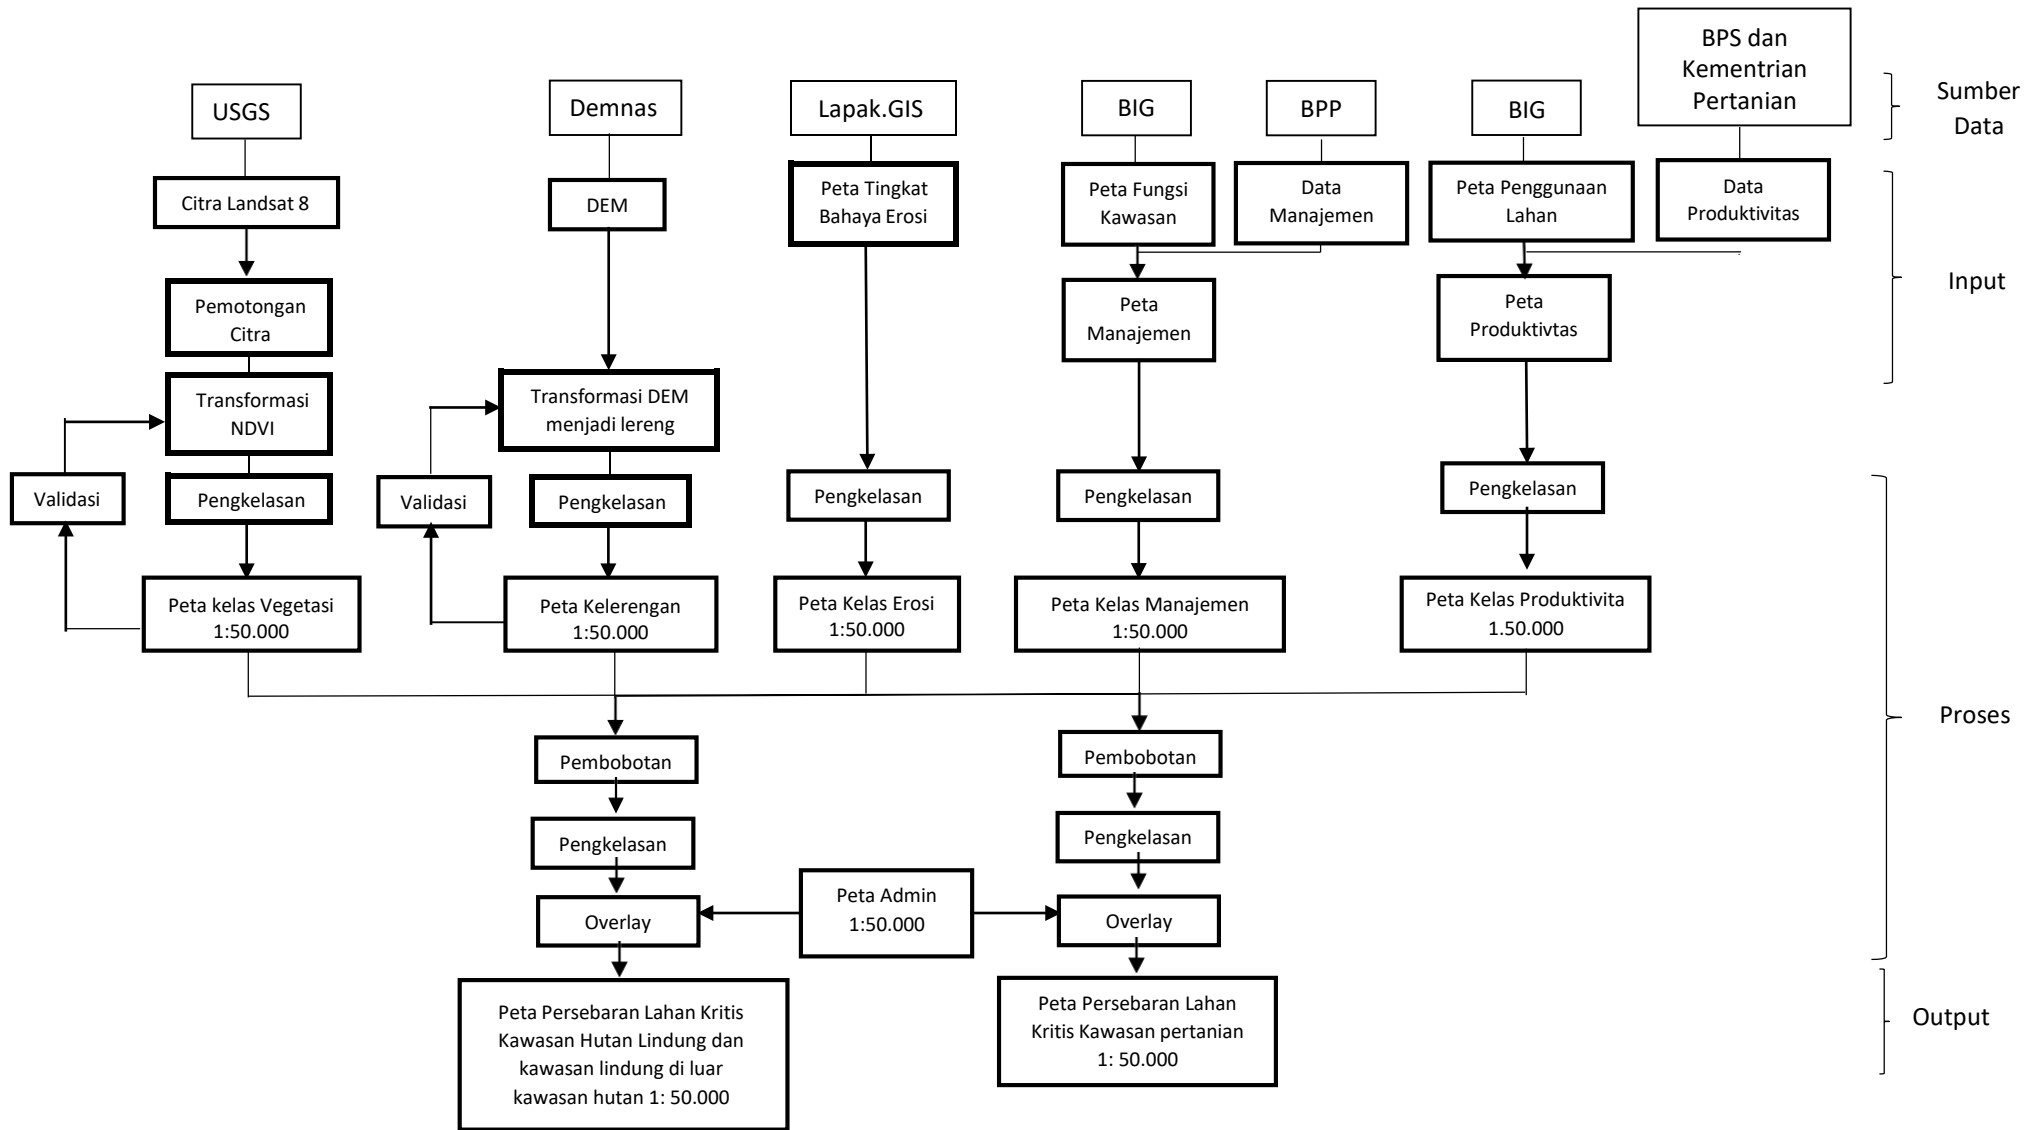 BPS dan
Kementrian
Pertanian
USGS
Demnas
Lapak.GIS
BIG
BPP
BIG
Sumber
Data
Citra Landsat 8
DEM
Peta Tingkat
Bahaya Erosi
Peta Fungsi
Kawasan
Data
Manajemen
Peta Penggunaan
Lahan
Data
Produktivitas
Input
Pemotongan
Citra
Peta
Manajemen
Peta
Produktivtas
Transformasi
NDVI
Transformasi DEM
menjadi lereng
Validasi
Pengkelasan
Validasi
Pengkelasan
Pengkelasan
Pengkelasan
Pengkelasan
Peta kelas Vegetasi
1:50.000
Peta Kelerengan
1:50.000
Peta Kelas Erosi
1:50.000
Peta Kelas Manajemen
1:50.000
Peta Kelas Produktivita
1.50.000
Proses
Pembobotan
Pembobotan
Pengkelasan
Pengkelasan
Peta Admin
1:50.000
Overlay
Overlay
Peta Persebaran Lahan Kritis
Kawasan Hutan Lindung dan
kawasan lindung di luar
kawasan hutan 1: 50.000
Peta Persebaran Lahan
Kritis Kawasan pertanian
1: 50.000
Output